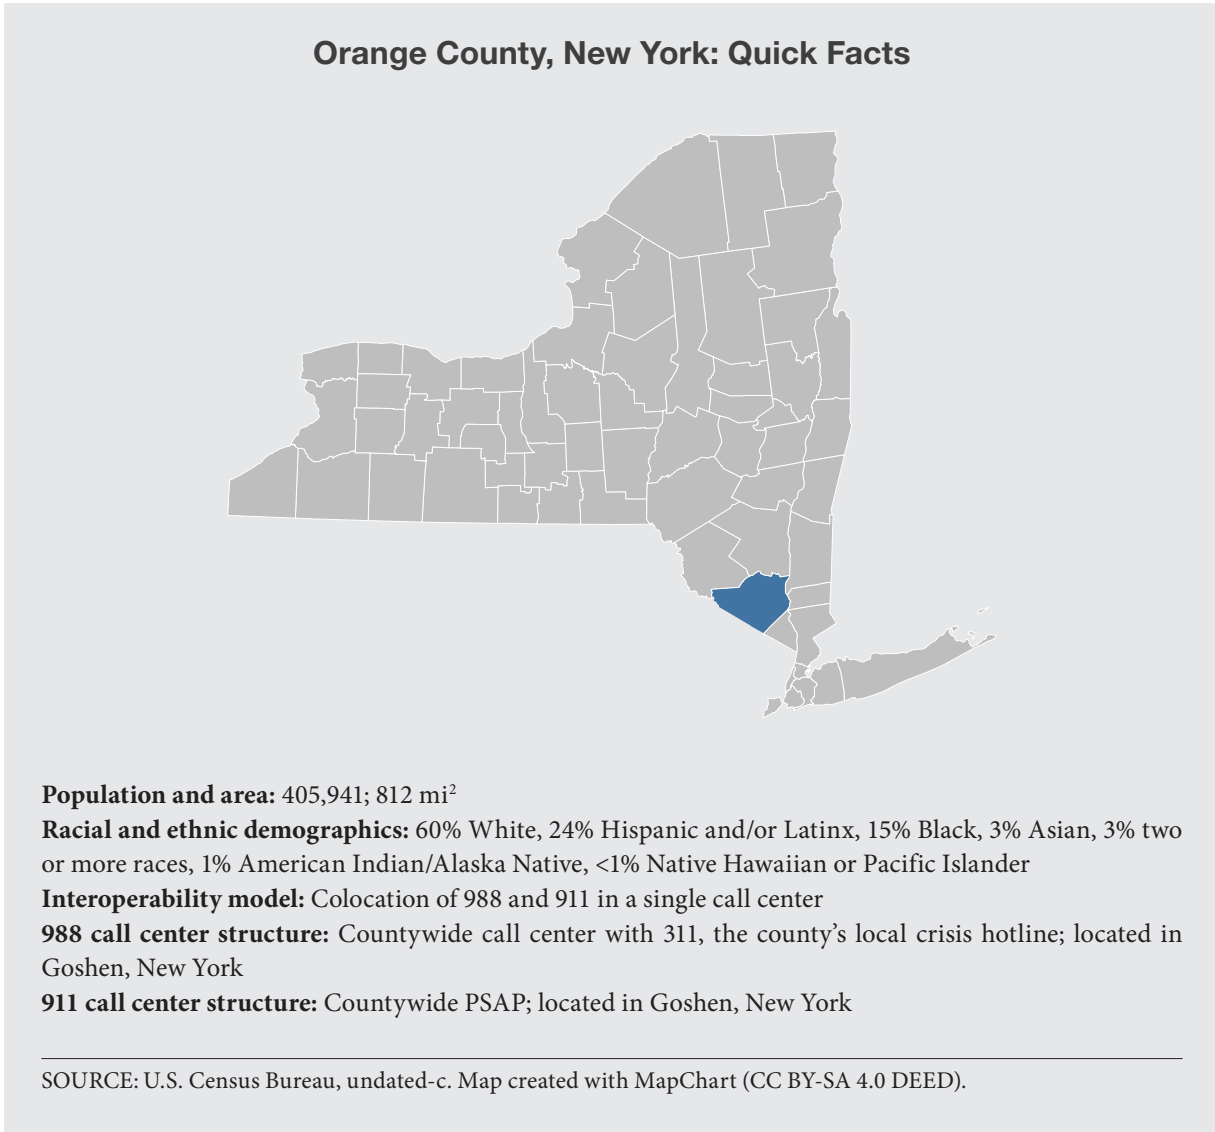 Orange County, New York: Quick Facts
Population and area: 405,941; 812 mi²
Racial and ethnic demographics: 60% White, 24% Hispanic and/or Latinx, 15% Black, 3% Asian, 3% two
or more races, 1% American Indian/Alaska Native, <1% Native Hawaiian or Pacific Islander
Interoperability model: Colocation of 988 and 911 in a single call center
988 call center structure: Countywide call center with 311, the county’s local crisis hotline; located in
Goshen, New York
911 call center structure: Countywide PSAP; located in Goshen, New York
SOURCE: U.S. Census Bureau, undated-c. Map created with MapChart (CC BY-SA 4.0 DEED).